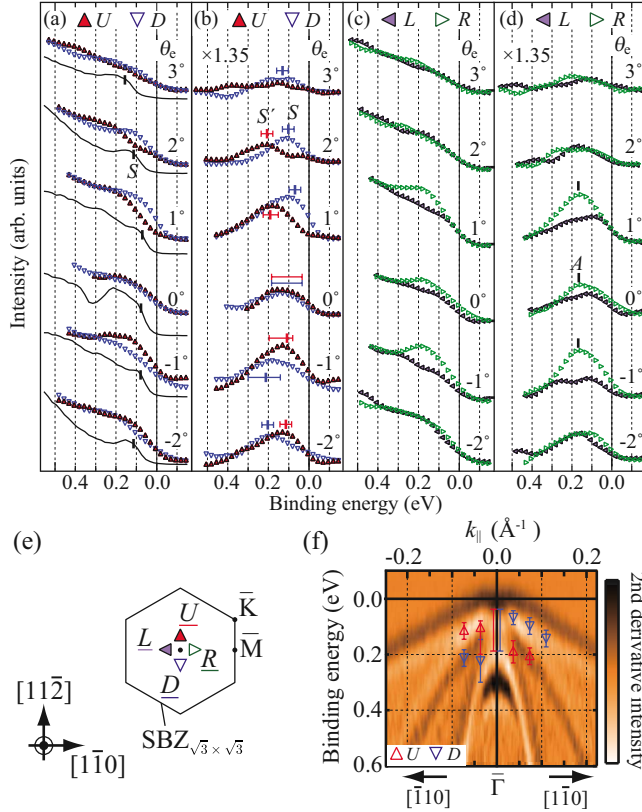 (a) ▲ U ▽ D
(b) ▲ U ▽ D
(c) ◀ L ▷ R
(d) ◀ L ▷ R
Intensity (arb. units)
θe
3°
2°
S
1°
0°
-1°
-2°
×1.35
θe
3°
S′ S
2°
1°
0°
-1°
-2°
θe
3°
2°
1°
0°
-1°
-2°
×1.35
θe
3°
2°
1°
A
0°
-1°
-2°
0.4 0.2 0.0
0.4 0.2 0.0
0.4 0.2 0.0
0.4 0.2 0.0
Binding energy (eV)
Binding energy (eV)
(e)
K̅
U
L
R
M̅
D
[112̅]
[11̅0]
SBZ√3 × √3
(f)
k∥ (Å-1)
-0.2 0.0 0.2
Binding energy (eV)
0.0
0.2
0.4
0.6
△ U ▽ D
2nd derivative intensity
[1̅10] Γ̅ [11̅0]